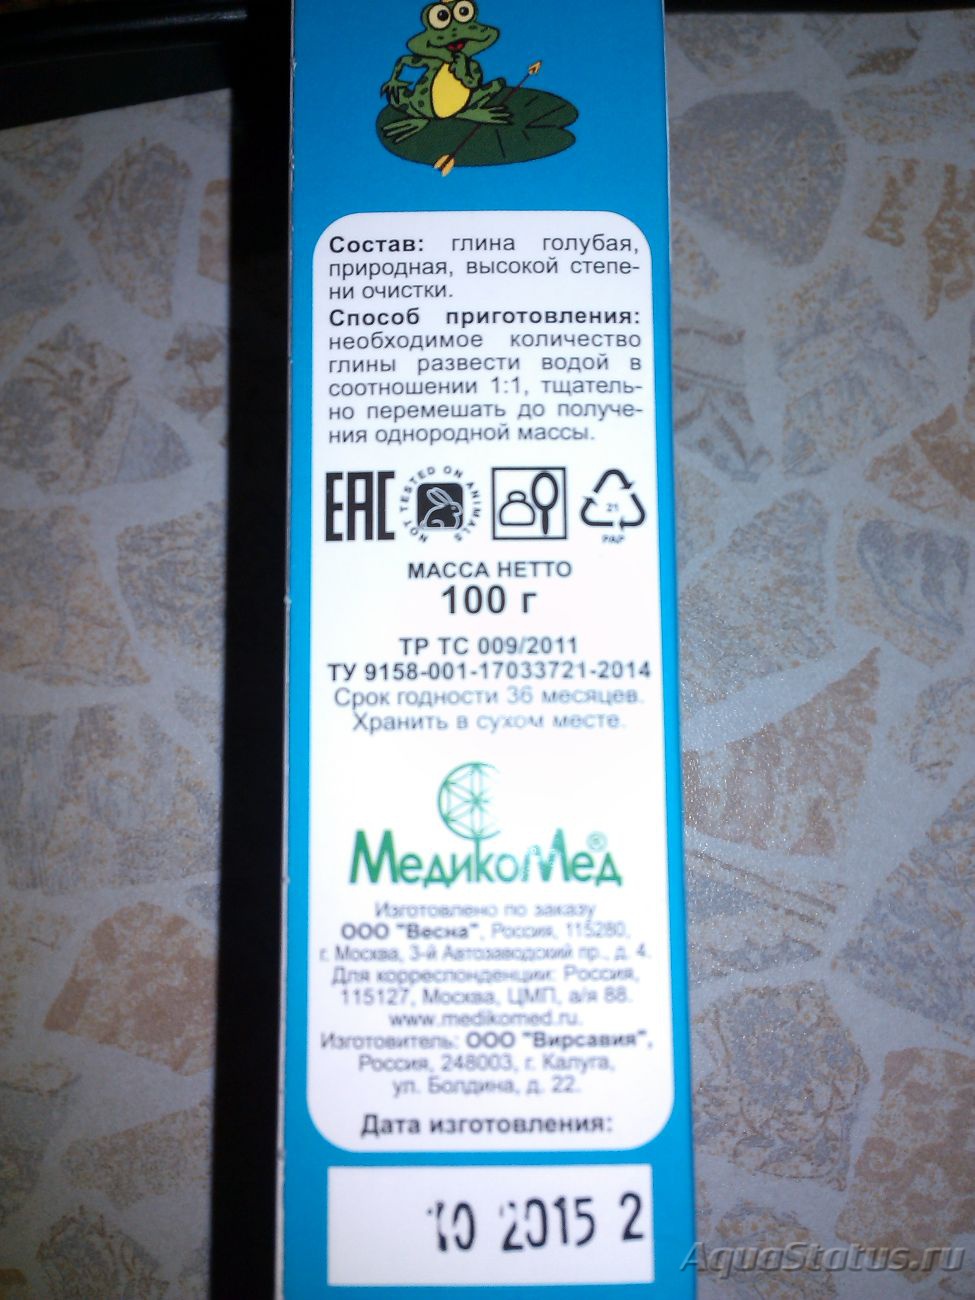 Состав: глина голубая,
природная, высокой степе-
ни очистки.
Способ приготовления:
необходимое количество
глины развести водой в
соотношении 1:1, тщатель-
но перемешать до получе-
ния однородной массы.
EAC
NOT TESTED ON ANIMALS
21
PAP
МАССА НЕТТО
100 г
ТР ТС 009/2011
ТУ 9158-001-17033721-2014
Срок годности 36 месяцев.
Хранить в сухом месте.
МедикоМед®
Изготовлено по заказу
ООО "Весна", Россия, 115280,
г. Москва, 3-й Автозаводский пр., д. 4.
Для корреспонденции: Россия,
115127, Москва, ЦМП, а/я 88.
www.medikomed.ru.
Изготовитель: ООО "Вирсавия",
Россия, 248003, г. Калуга,
ул. Болдина, д. 22.
Дата изготовления:
10 2015 2
AquaStatus.ru